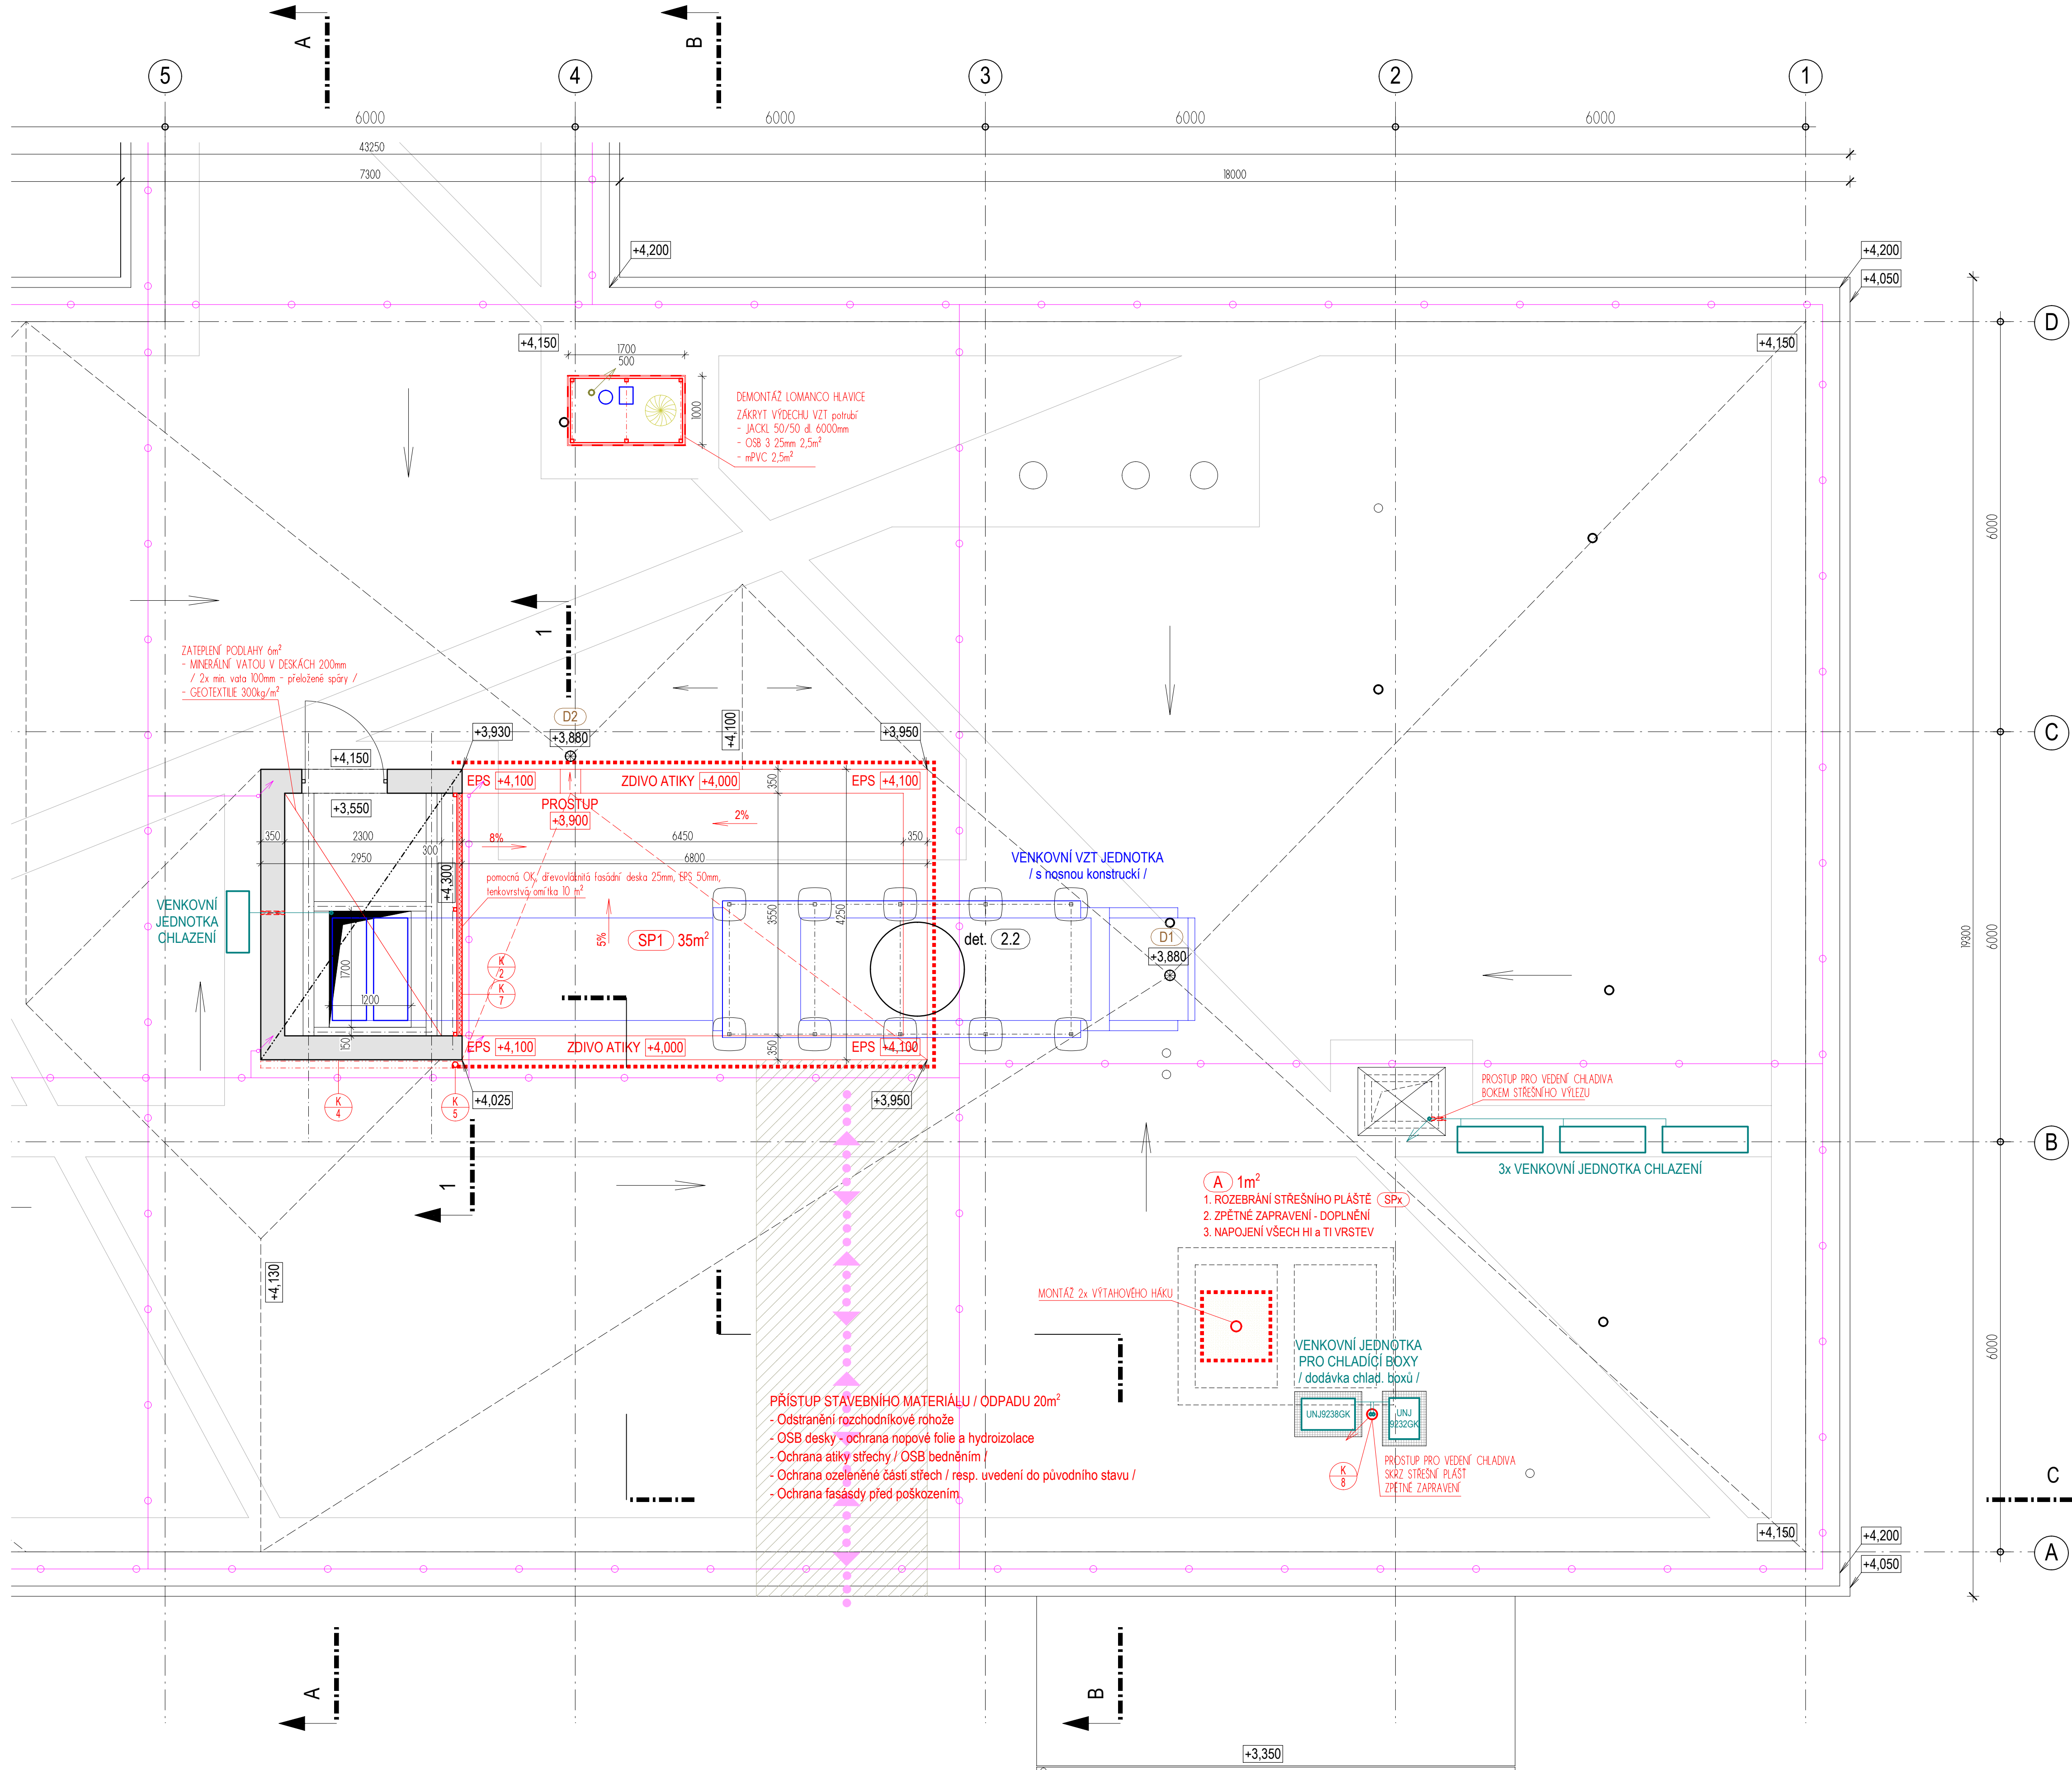 A
B
5
4
3
2
1
6000
6000
6000
6000
43250
7300
18000
+4,200
+4,200
+4,050
D
+4,150
+4,150
1700
500
1000
DEMONTÁŽ LOMANCO HLAVICE
ZÁKRYT VÝDECHU VZT potrubí
- JACKL 50/50 dl. 6000mm
- OSB 3 25mm 2,5m²
- mPVC 2,5m²
6000
1
ZATEPLENÍ PODLAHY 6m²
- MINERÁLNÍ VATOU V DESKÁCH 200mm
/ 2x min. vata 100mm - přeložené spáry /
- GEOTEXTILIE 300kg/m²
D2
+3,930
+3,880
+4,100
+3,950
C
+4,150
EPS +4,100
ZDIVO ATIKY +4,000
EPS +4,100
350
+3,550
PROSTUP
+3,900
2%
8%
350
2300
300
6450
350
2950
6800
+4,300
pomocná OK, dřevovláknitá fasádní deska 25mm, EPS 50mm,
tenkovrstvá omítka 10 m²
VENKOVNÍ VZT JEDNOTKA
/ s nosnou konstruckí /
VENKOVNÍ
JEDNOTKA
CHLAZENÍ
3550
4250
5%
SP1 35m²
det. 2.2
D1
+3,880
19300
6000
K
2
K
7
1700
1200
150
EPS +4,100
ZDIVO ATIKY +4,000
EPS +4,100
350
K
4
K
5
+4,025
+3,950
PROSTUP PRO VEDENÍ CHLADIVA
BOKEM STŘEŠNÍHO VÝLEZU
B
3x VENKOVNÍ JEDNOTKA CHLAZENÍ
1
A 1m²
1. ROZEBRÁNÍ STŘEŠNÍHO PLÁŠTĚ SPx
2. ZPĚTNÉ ZAPRAVENÍ - DOPLNĚNÍ
3. NAPOJENÍ VŠECH HI a TI VRSTEV
+4,130
MONTÁŽ 2x VÝTAHOVÉHO HÁKU
6000
VENKOVNÍ JEDNOTKA
PRO CHLADÍCÍ BOXY
/ dodávka chlad. boxů /
UNJ9238GK
UNJ
9232GK
PŘÍSTUP STAVEBNÍHO MATERIÁLU / ODPADU 20m²
- Odstranění rozchodníkové rohože
- OSB desky - ochrana nopové folie a hydroizolace
- Ochrana atiky střechy / OSB bedněním /
- Ochrana ozeleněné části střech / resp. uvedení do původního stavu /
- Ochrana fasásdy před poškozením
K
8
PROSTUP PRO VEDENÍ CHLADIVA
SKRZ STŘEŠNÍ PLÁŠŤ
ZPĚTNÉ ZAPRAVENÍ
C
+4,150
+4,200
+4,050
A
A
B
+3,350